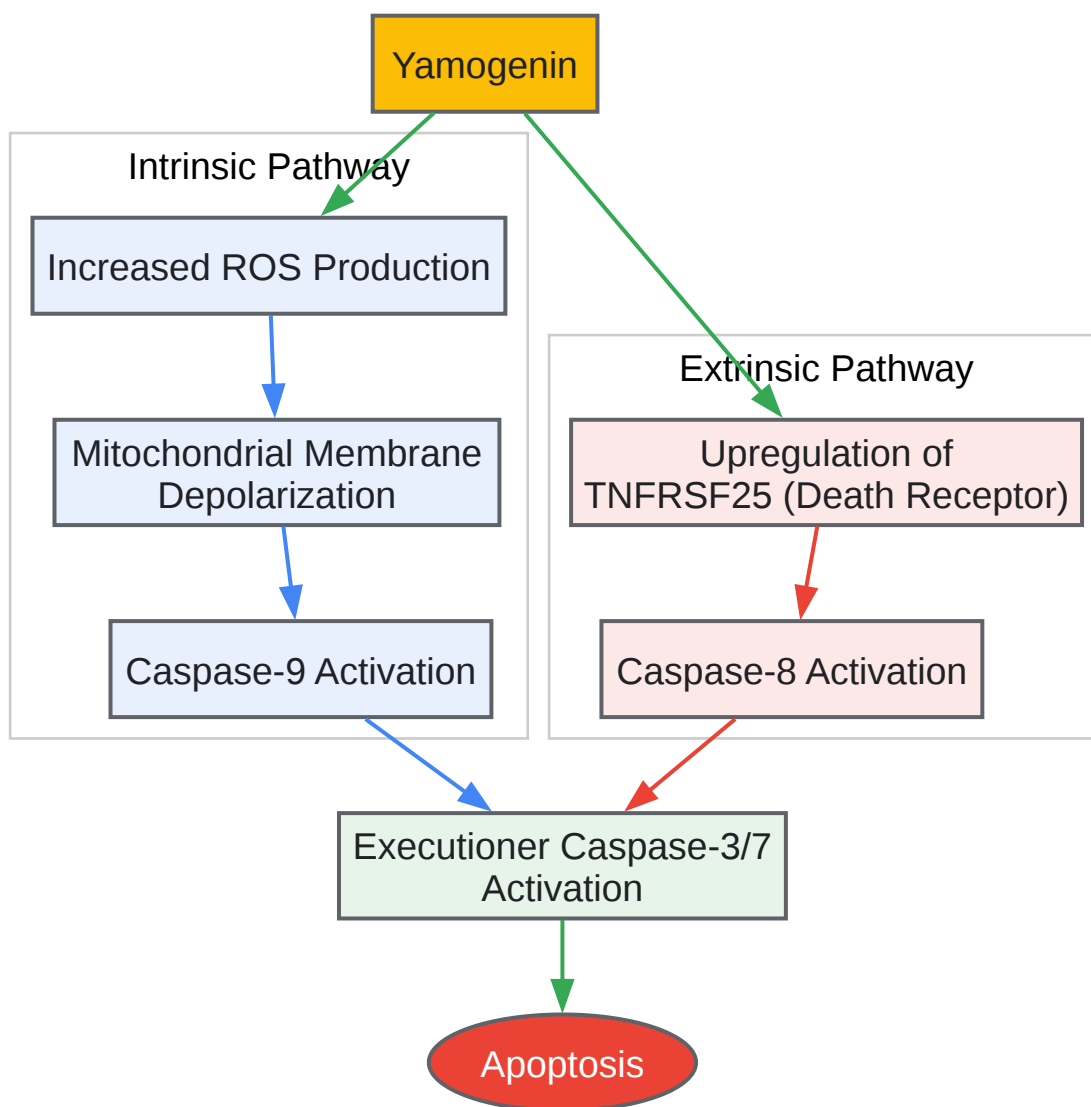 Yamogenin
Intrinsic Pathway
Increased ROS Production
Mitochondrial Membrane
Depolarization
Caspase-9 Activation
Extrinsic Pathway
Upregulation of
TNFRSF25 (Death Receptor)
Caspase-8 Activation
Executioner Caspase-3/7
Activation
Apoptosis